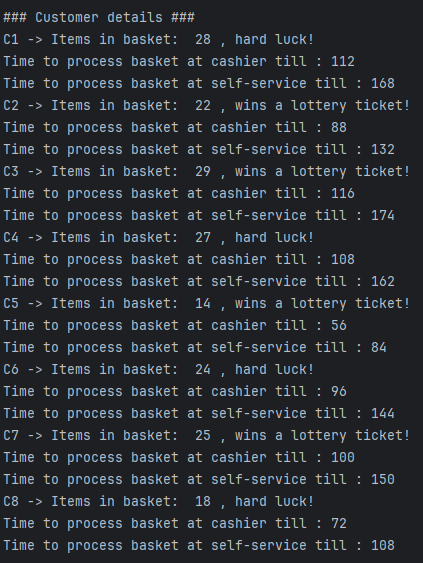 ### Customer details ###
C1 -> Items in basket:  28 , hard luck!
Time to process basket at cashier till : 112
Time to process basket at self-service till : 168
C2 -> Items in basket:  22 , wins a lottery ticket!
Time to process basket at cashier till : 88
Time to process basket at self-service till : 132
C3 -> Items in basket:  29 , wins a lottery ticket!
Time to process basket at cashier till : 116
Time to process basket at self-service till : 174
C4 -> Items in basket:  27 , hard luck!
Time to process basket at cashier till : 108
Time to process basket at self-service till : 162
C5 -> Items in basket:  14 , wins a lottery ticket!
Time to process basket at cashier till : 56
Time to process basket at self-service till : 84
C6 -> Items in basket:  24 , hard luck!
Time to process basket at cashier till : 96
Time to process basket at self-service till : 144
C7 -> Items in basket:  25 , wins a lottery ticket!
Time to process basket at cashier till : 100
Time to process basket at self-service till : 150
C8 -> Items in basket:  18 , hard luck!
Time to process basket at cashier till : 72
Time to process basket at self-service till : 108